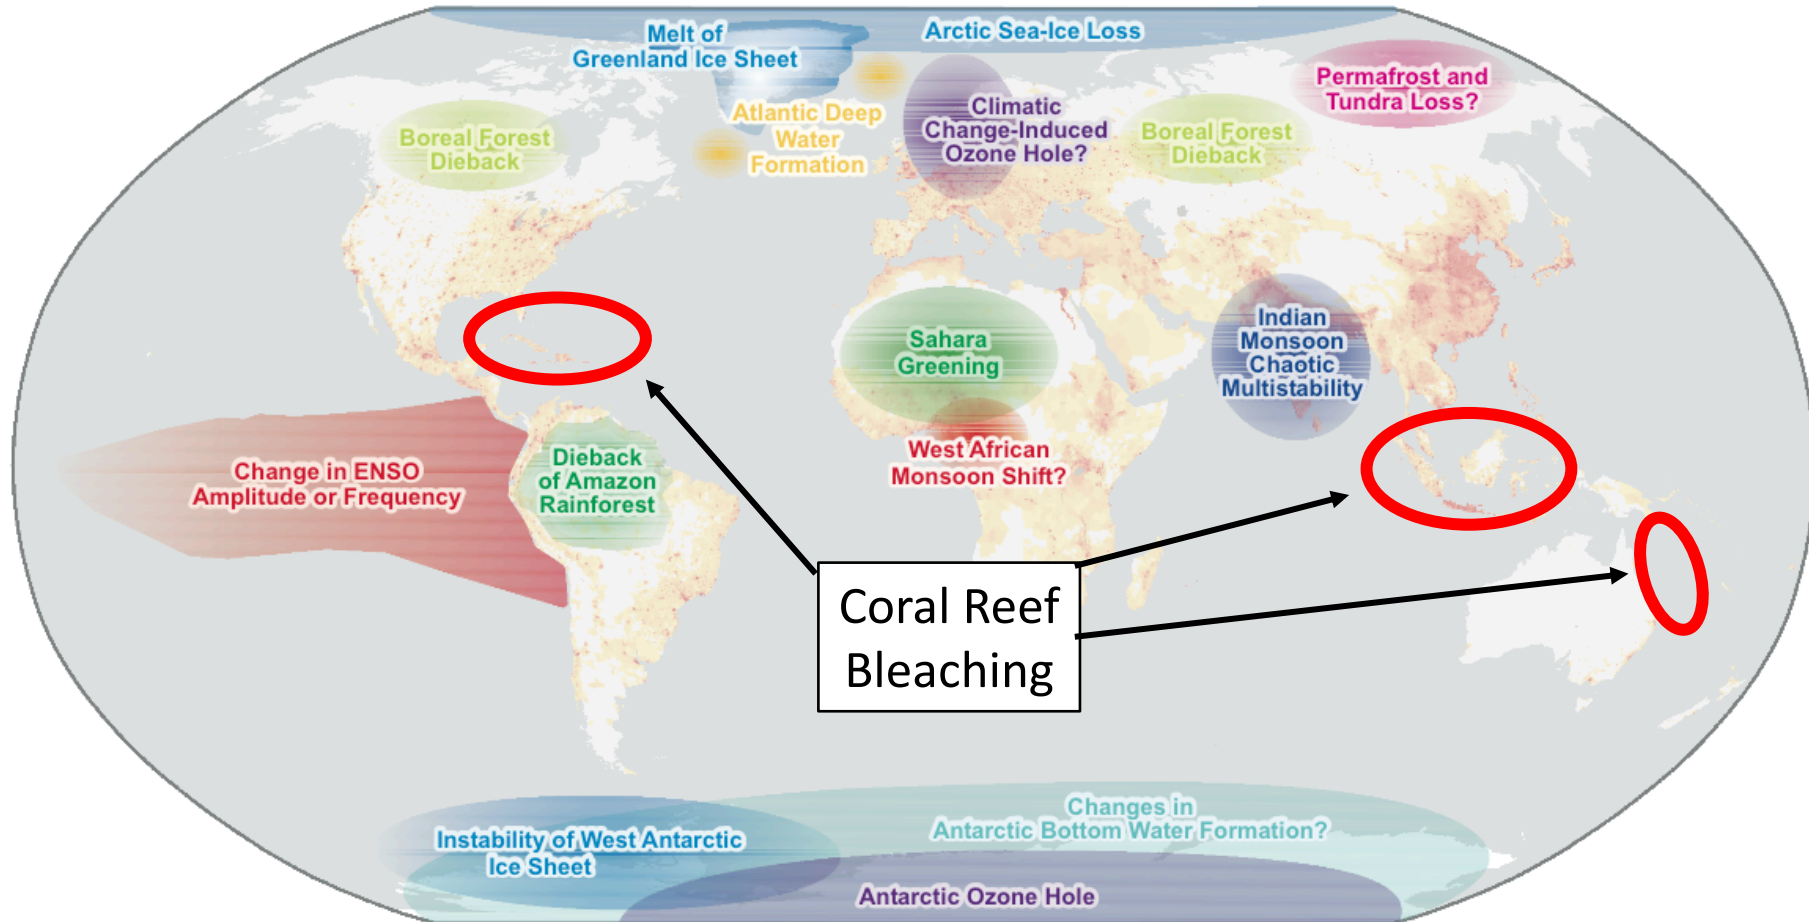 Melt of
Greenland Ice Sheet
Arctic Sea-Ice Loss
Permafrost and
Tundra Loss?
Boreal Forest
Dieback
Atlantic Deep
Water
Formation
Climatic
Change-Induced
Ozone Hole?
Boreal Forest
Dieback
Sahara
Greening
Indian
Monsoon
Chaotic
Multistability
West African
Monsoon Shift?
Change in ENSO
Amplitude or Frequency
Dieback
of Amazon
Rainforest
Coral Reef
Bleaching
Changes in
Antarctic Bottom Water Formation?
Instability of West Antarctic
Ice Sheet
Antarctic Ozone Hole